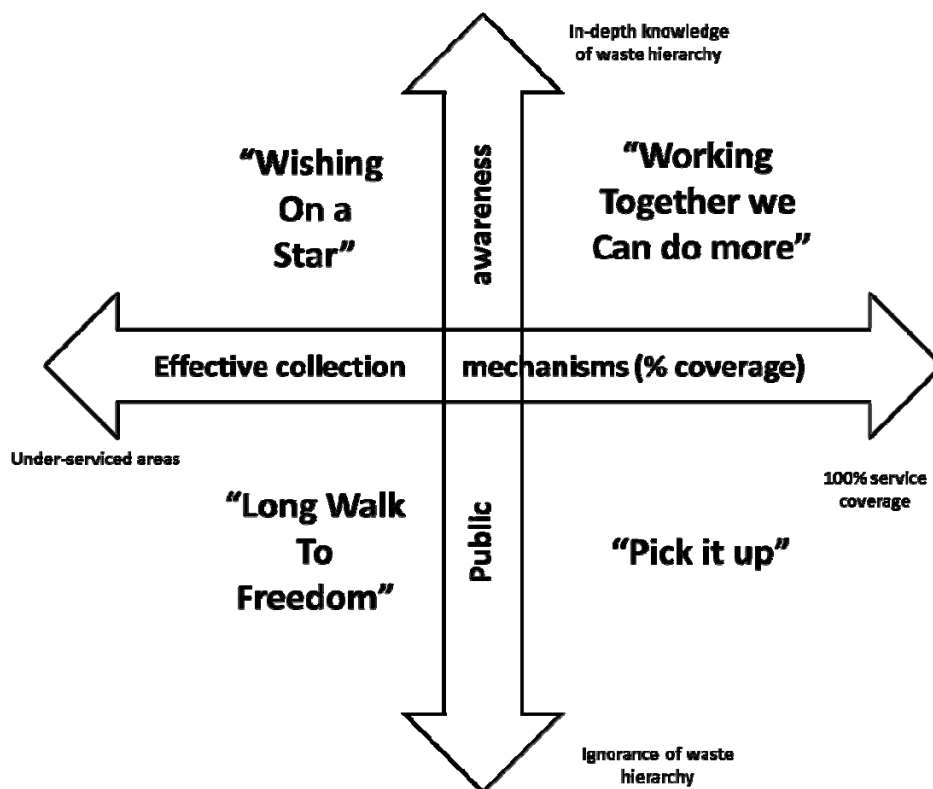 In-depth knowledge
of waste hierarchy
“Wishing
On a
Star”
awareness
“Working
Together we
Can do more”
Effective collection mechanisms (% coverage)
Under-serviced areas
100% service
coverage
“Long Walk
To
Freedom”
Public
“Pick it up”
Ignorance of waste
hierarchy